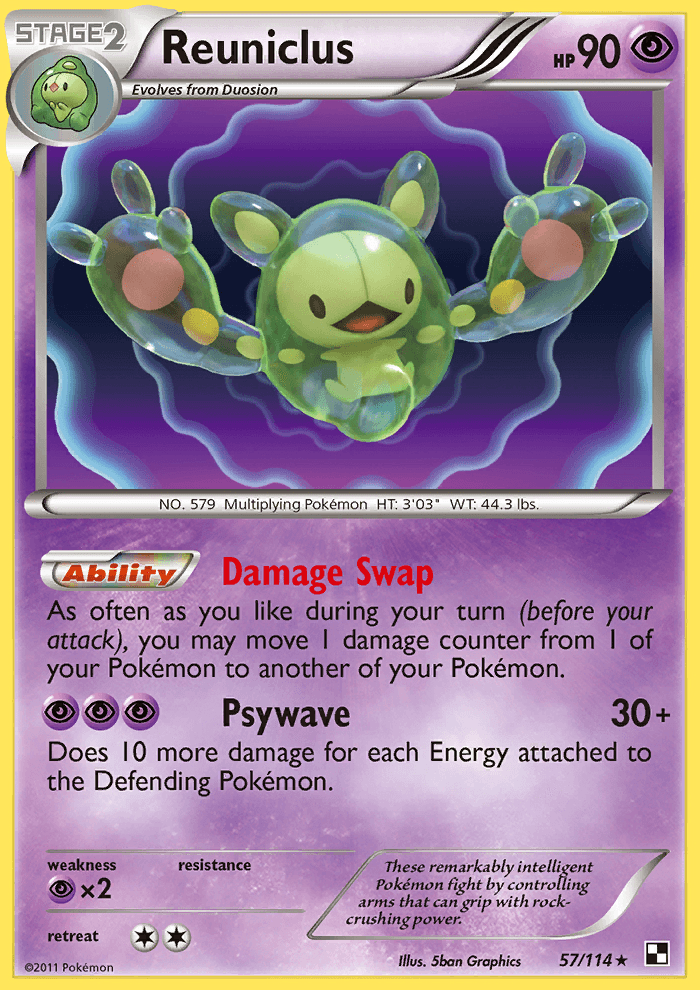 STAGE2
Reuniclus
HP90
Evolves from Duosion
NO. 579 Multiplying Pokémon HT: 3'03" WT: 44.3 lbs.
Ability Damage Swap
As often as you like during your turn (before your
attack), you may move 1 damage counter from 1 of
your Pokémon to another of your Pokémon.
Psywave 30+
Does 10 more damage for each Energy attached to
the Defending Pokémon.
weakness resistance
×2
retreat
These remarkably intelligent
Pokémon fight by controlling
arms that can grip with rock-
crushing power.
©2011 Pokémon
Illus. 5ban Graphics 57/114★